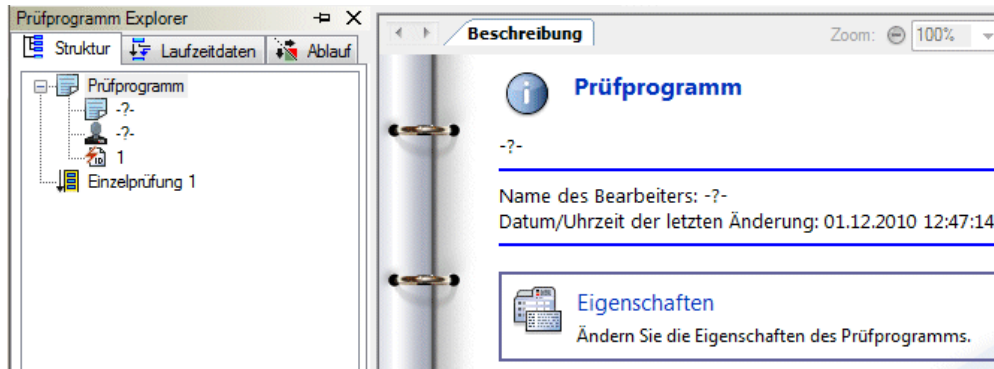 Prüfprogramm Explorer
Struktur Laufzeitdaten Ablauf
Prüfprogramm
-?-
-?-
ID 1
Einzelprüfung 1
Beschreibung Zoom: 100%
Prüfprogramm
-?-
Name des Bearbeiters: -?-
Datum/Uhrzeit der letzten Änderung: 01.12.2010 12:47:14
Eigenschaften
Ändern Sie die Eigenschaften des Prüfprogramms.